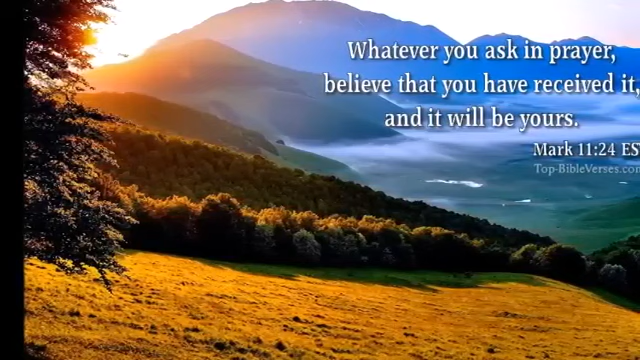 Whatever you ask in prayer,
believe that you have received it,
and it will be yours.
Mark 11:24 ES
Top-BibleVerses.com